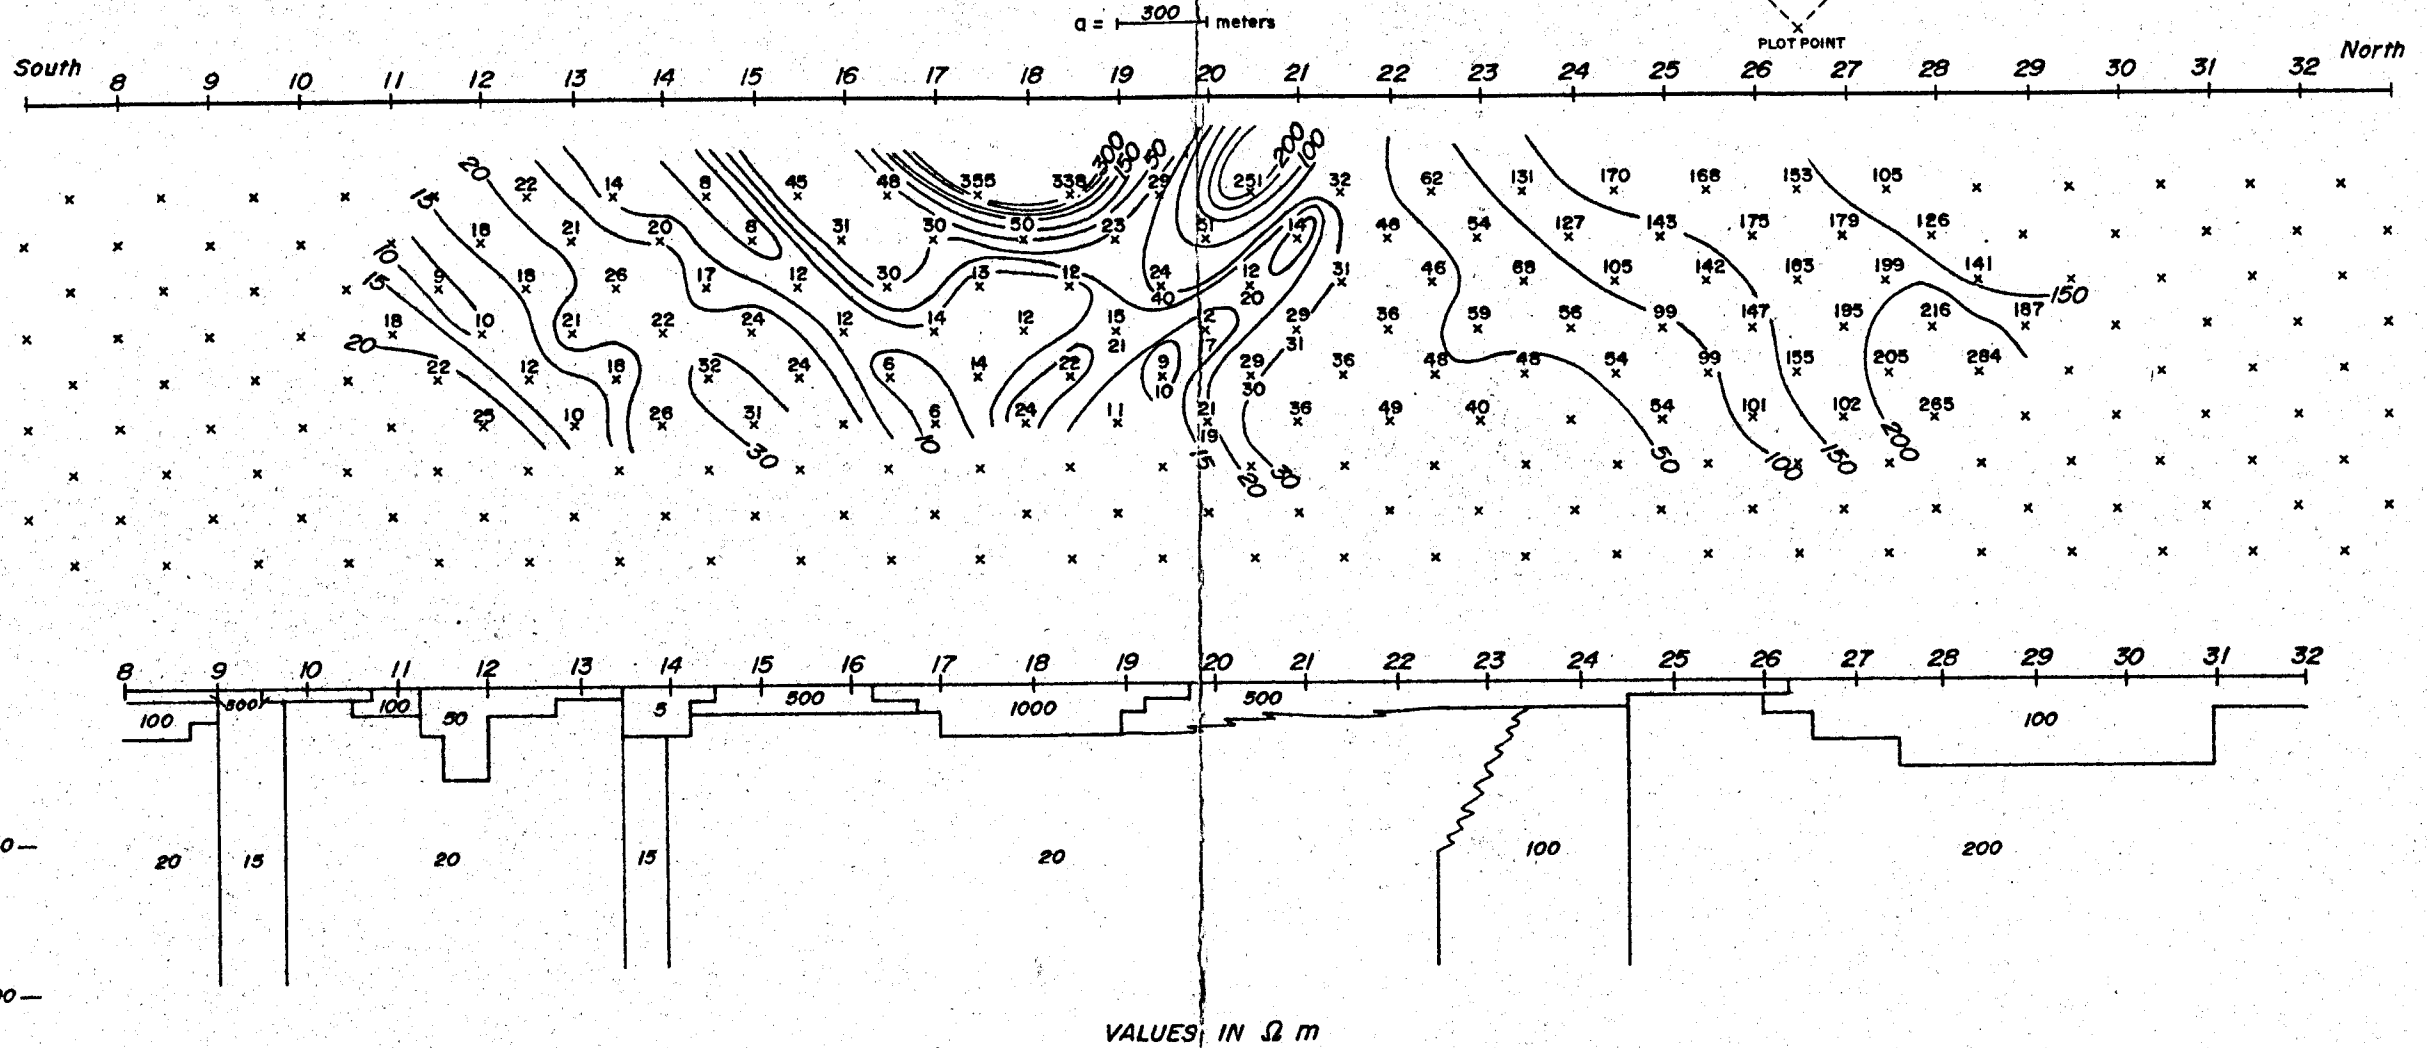 a = 300 meters
PLOT POINT
South 8 9 10 11 12 13 14 15 16 17 18 19 20 21 22 23 24 25 26 27 28 29 30 31 32 North
20 300 150 50 200 100
22 14 8 45 48 355 338 29 251 32 62 131 170 168 153 105
15
18 21 20 8 31 30 50 23 51 14 48 54 127 143 175 179 126
10
9 18 26 17 12 30 13 12 24 12 31 46 68 105 142 183 199 141
15 40 20 150
18 10 21 22 24 12 14 12 15 2 29 36 59 56 99 147 195 216 187
20 21 7 31
22 12 18 32 24 6 14 22 9 29 36 48 48 54 99 155 205 284
10 30
25 10 26 31 6 24 11 21 36 49 40 54 101 102 265
30 10 19 15 20 30 50 100 150 200
8 9 10 11 12 13 14 15 16 17 18 19 20 21 22 23 24 25 26 27 28 29 30 31 32
100 500 100 50 5 500 1000 500 100
20 15 20 15 20 100 200
VALUES IN Ω m